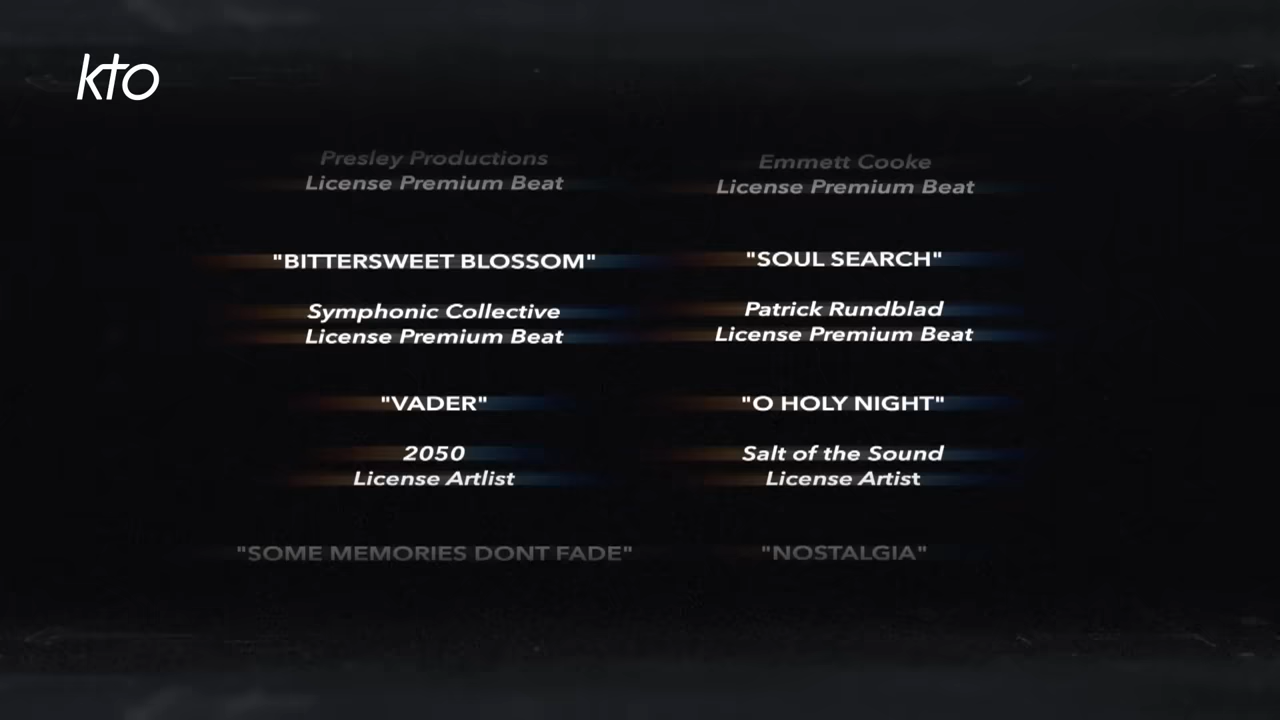 kto
Presley Productions
License Premium Beat
"BITTERSWEET BLOSSOM"
Symphonic Collective
License Premium Beat
"VADER"
2050
License Artlist
"SOME MEMORIES DONT FADE"
Emmett Cooke
License Premium Beat
"SOUL SEARCH"
Patrick Rundblad
License Premium Beat
"O HOLY NIGHT"
Salt of the Sound
License Artist
"NOSTALGIA"